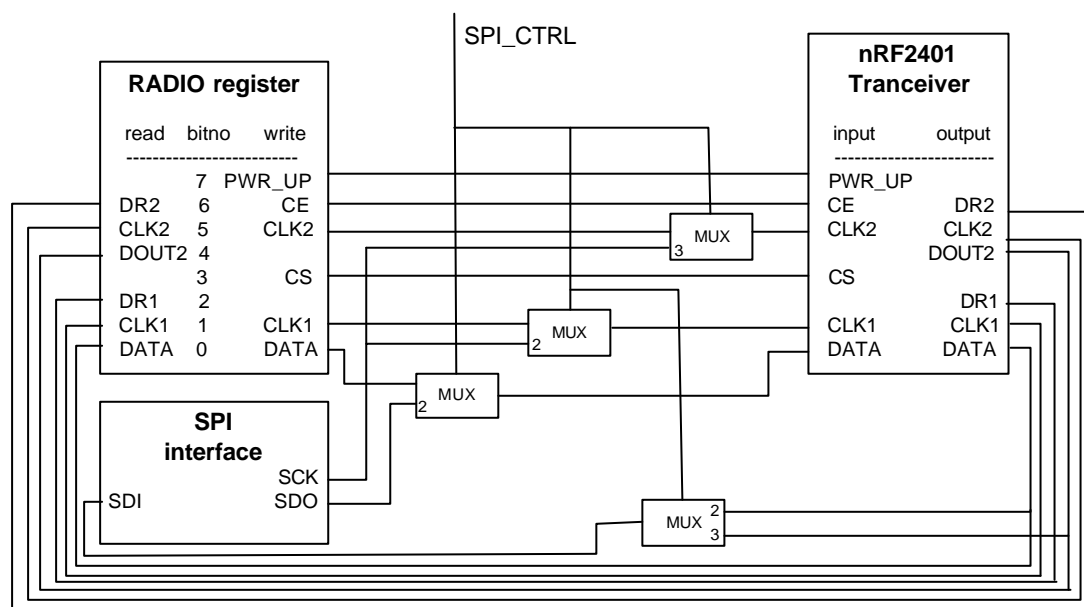 SPI_CTRL
RADIO register
read bitno write
---------------------------
7 PWR_UP
DR2 6 CE
CLK2 5 CLK2
DOUT2 4
3 CS
DR1 2
CLK1 1 CLK1
DATA 0 DATA
nRF2401
Tranceiver
input output
-------------------------
PWR_UP
CE DR2
CLK2 CLK2
DOUT2
CS
DR1
CLK1 CLK1
DATA DATA
MUX
3
MUX
2
MUX
2
SPI
interface
SCK
SDI SDO
MUX 2
3